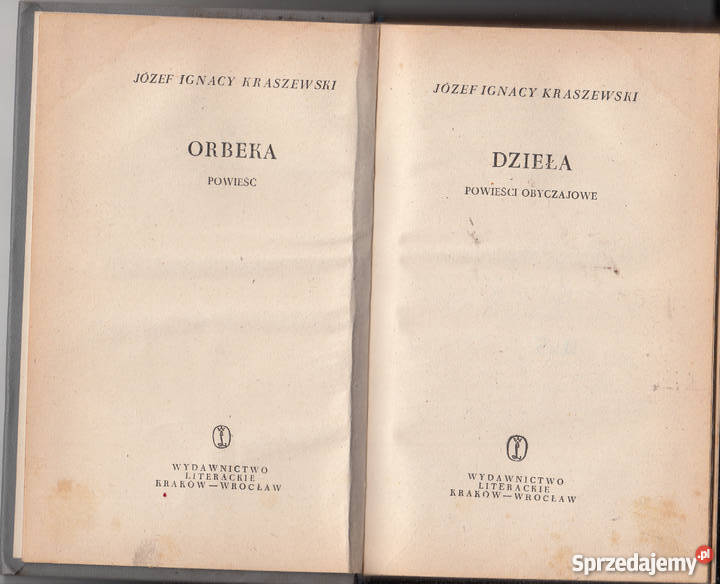 JÓZEF IGNACY KRASZEWSKI
ORBEKA
POWIEŚĆ
WYDAWNICTWO
LITERACKIE
KRAKÓW—WROCŁAW
JÓZEF IGNACY KRASZEWSKI
DZIEŁA
POWIEŚCI OBYCZAJOWE
WYDAWNICTWO
LITERACKIE
KRAKÓW—WROCŁAW
Sprzedajemy.pl